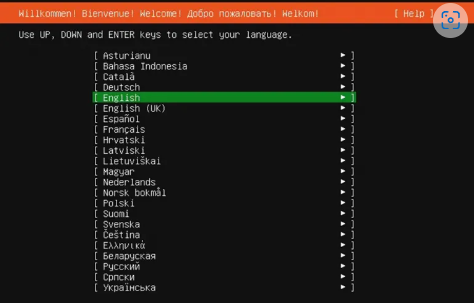 Willkommen! Bienvenue! Welcome! Добро пожаловать! Welkom! [ Help ]
Use UP, DOWN and ENTER keys to select your language.
[ Asturianu ► ]
[ Bahasa Indonesia ► ]
[ Català ► ]
[ Deutsch ► ]
[ English ► ]
[ English (UK) ► ]
[ Español ► ]
[ Français ► ]
[ Hrvatski ► ]
[ Latviski ► ]
[ Lietuviškai ► ]
[ Magyar ► ]
[ Nederlands ► ]
[ Norsk bokmål ► ]
[ Polski ► ]
[ Suomi ► ]
[ Svenska ► ]
[ Čeština ► ]
[ Ελληνικά ► ]
[ Беларуская ► ]
[ Русский ► ]
[ Српски ► ]
[ Українська ► ]